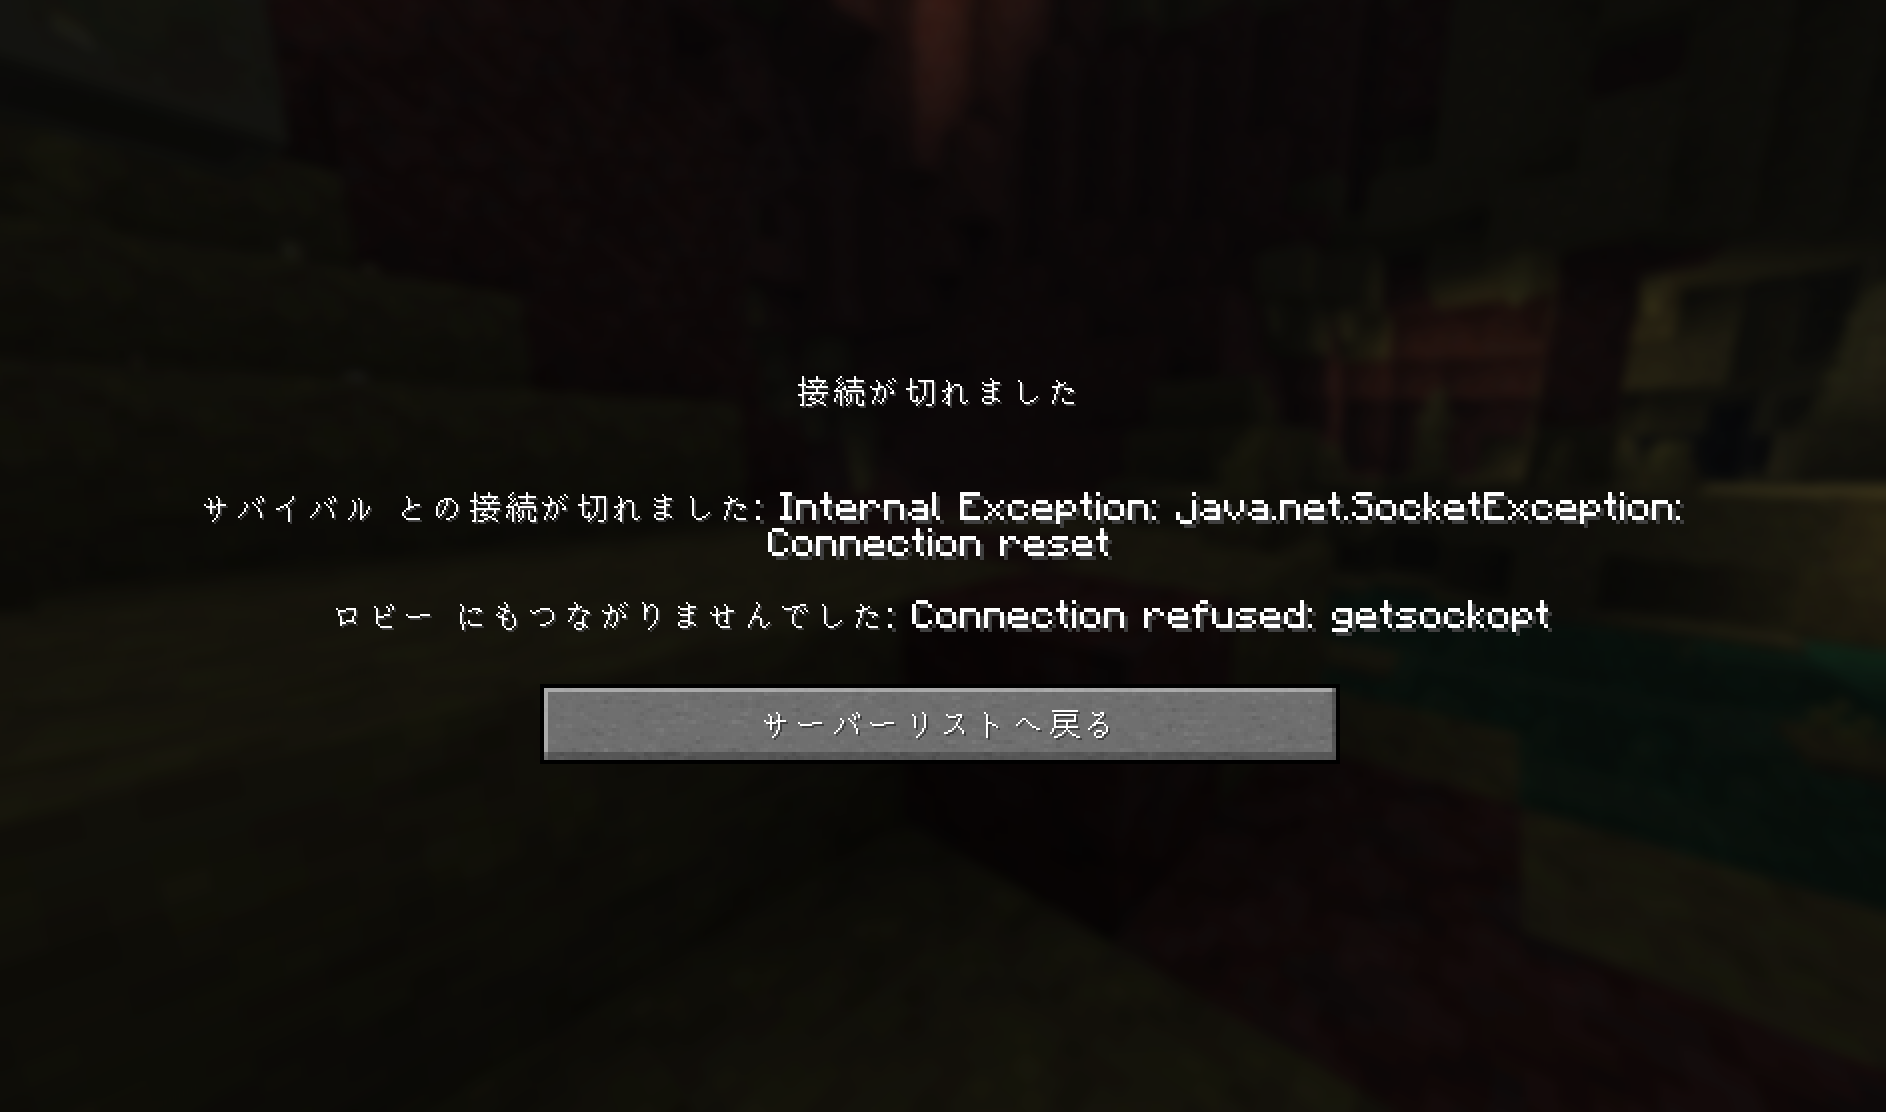 接続が切れました
サバイバル との接続が切れました: Internal Exception: java.net.SocketException:
Connection reset
ロビー にもつながりませんでした: Connection refused: getsockopt
サーバーリストへ戻る